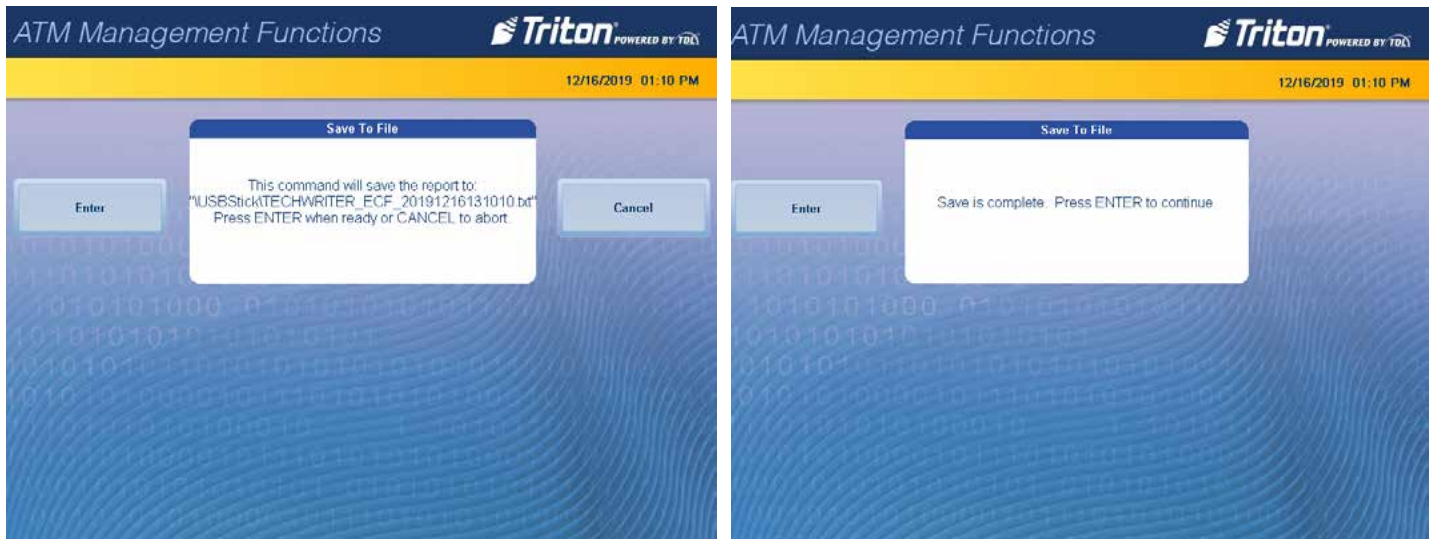 ATM Management Functions
Triton POWERED BY TDL
12/16/2019 01:10 PM
Save To File
This command will save the report to:
"\USBStick\TECHWRITER_ECF_20191216131010.txt"
Press ENTER when ready or CANCEL to abort.
Enter
Cancel
ATM Management Functions
Triton POWERED BY TDL
12/16/2019 01:10 PM
Save To File
Save is complete. Press ENTER to continue
Enter